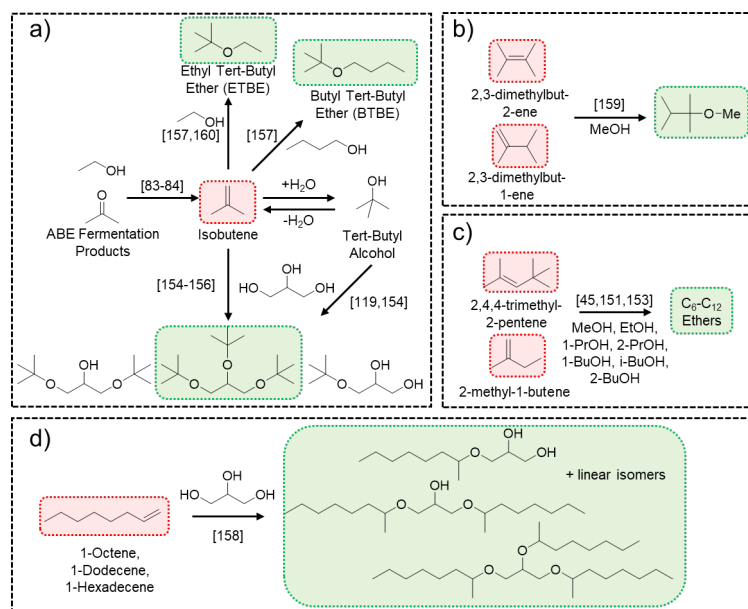 a)
O
Ethyl Tert-Butyl
Ether (ETBE)
O
Butyl Tert-Butyl
Ether (BTBE)
OH
[157,160]
[157]
OH
OH
O
ABE Fermentation
Products
[83-84]
Isobutene
+H2O
-H2O
OH
Tert-Butyl
Alcohol
[154-156]
OH
HO
OH
[119,154]
O
OH
O
O
O
O
O
OH
OH
b)
2,3-dimethylbut-
2-ene
2,3-dimethylbut-
1-ene
[159]
MeOH
O-Me
c)
2,4,4-trimethyl-
2-pentene
2-methyl-1-butene
[45,151,153]
MeOH, EtOH,
1-PrOH, 2-PrOH,
1-BuOH, i-BuOH,
2-BuOH
C6-C12
Ethers
d)
1-Octene,
1-Dodecene,
1-Hexadecene
OH
HO
OH
[158]
OH
O
OH
+ linear isomers
O
OH
O
O
O
O